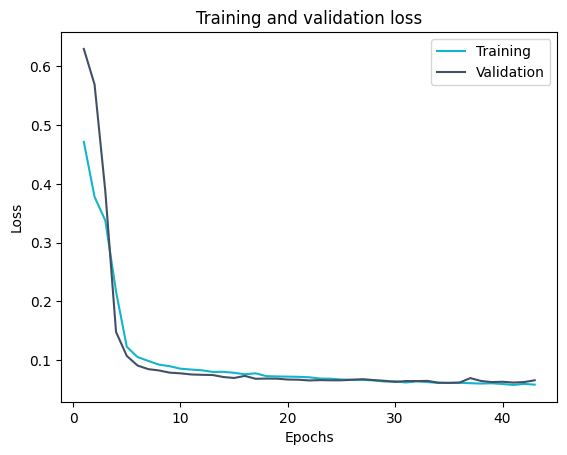 Training and validation loss
Training
Validation
Loss
0.6
0.5
0.4
0.3
0.2
0.1
0
10
20
30
40
Epochs